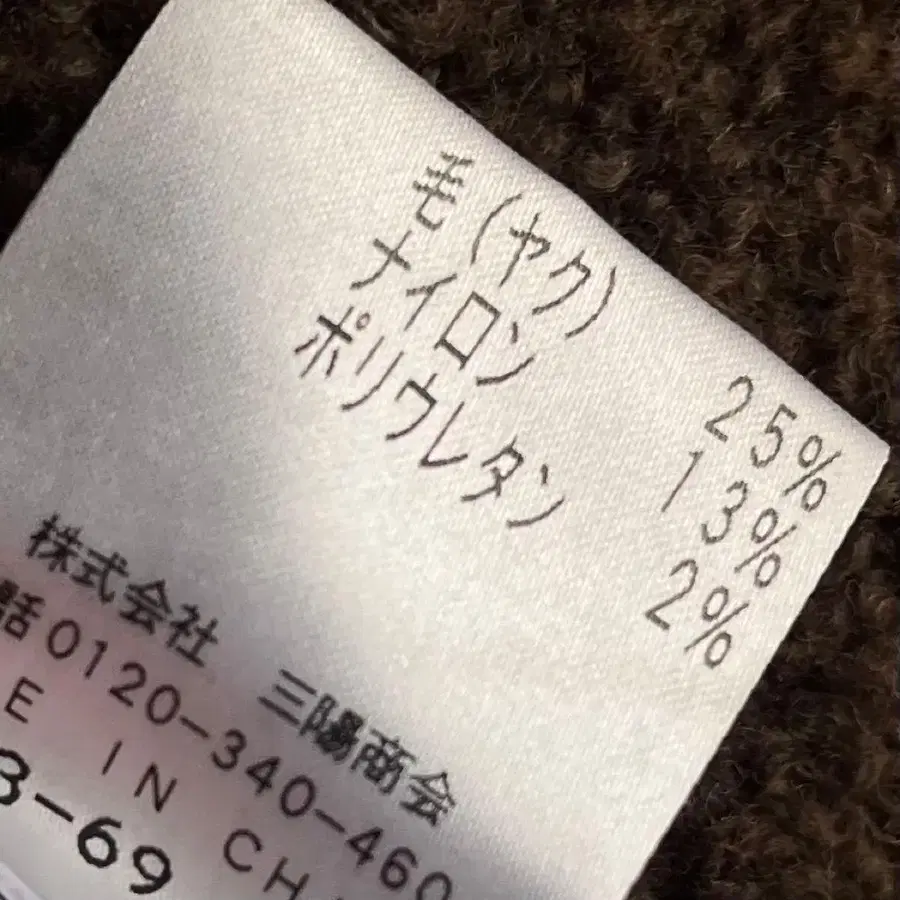 毛(ヤク) 25%
ナイロン 13%
ポリウレタン 2%
株式会社 三陽商会
話0120-340-460
E IN CH
3-69